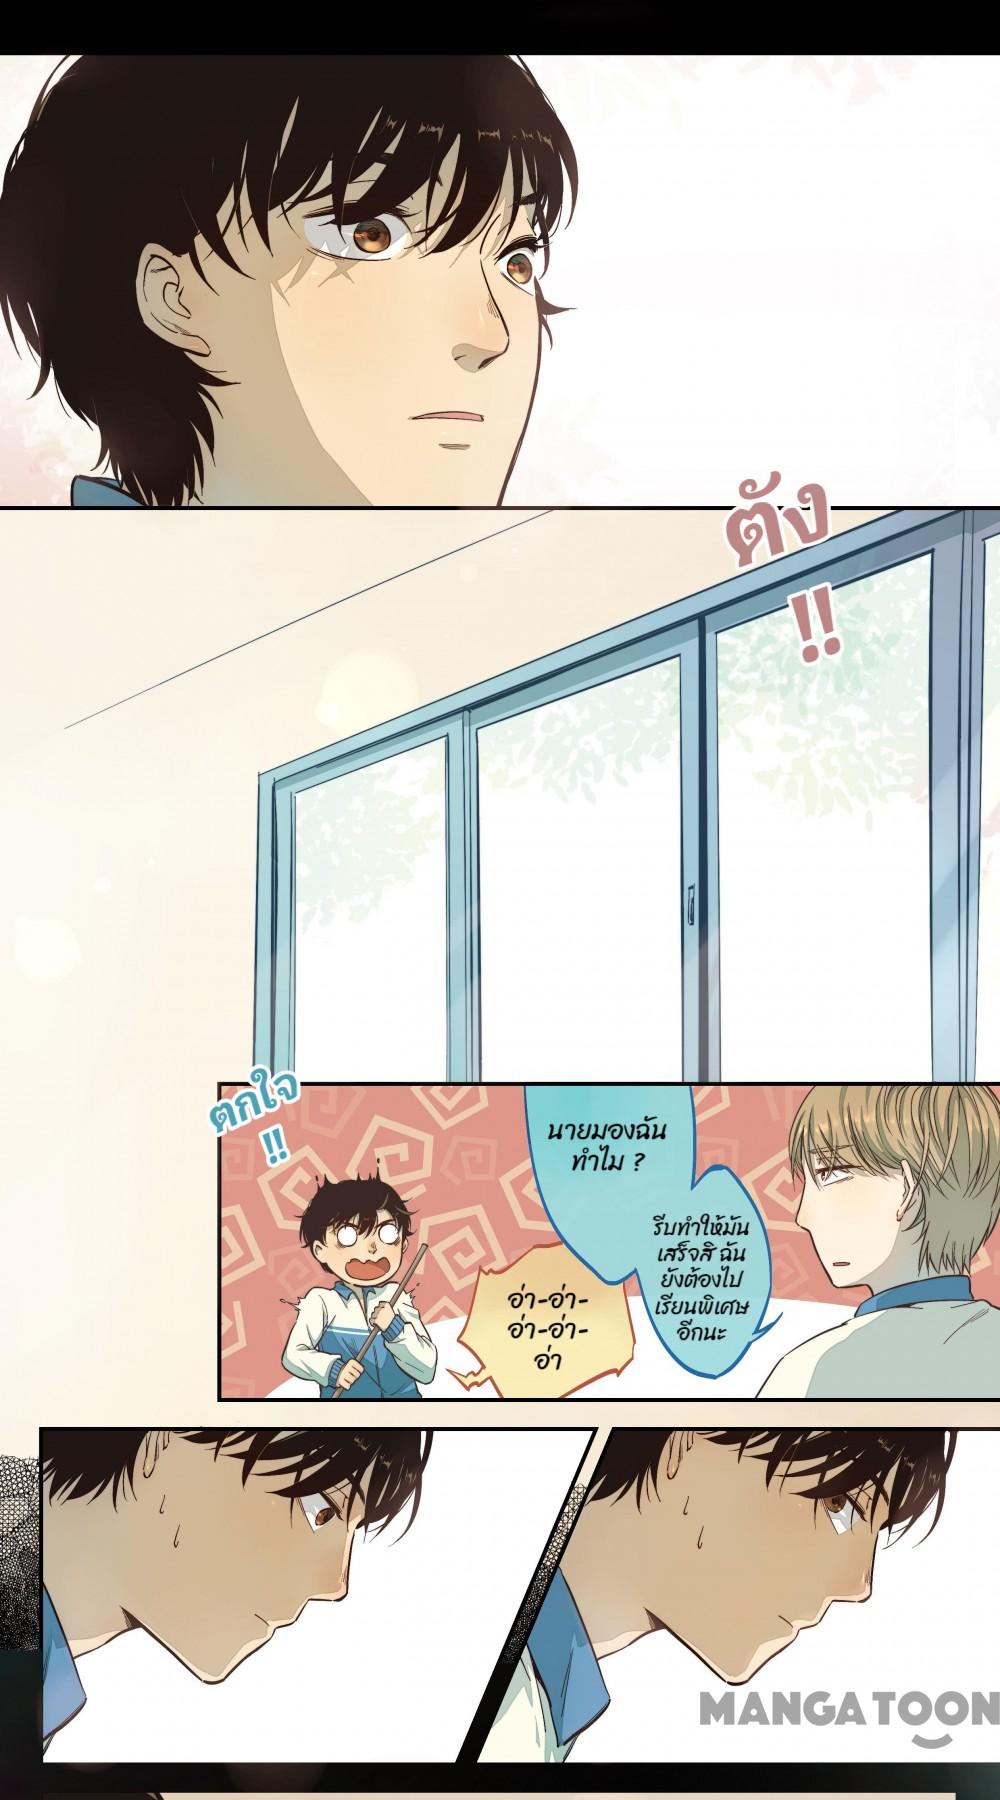 ตัง
!!
ตกใจ
!!
นายมองฉัน
ทำไม ?
รีบทำให้มัน
เสร็จสิ ฉัน
ยังต้องไป
เรียนพิเศษ
อีกนะ
อ่า-อ่า-
อ่า-อ่า-
อ่า
MANGATOON